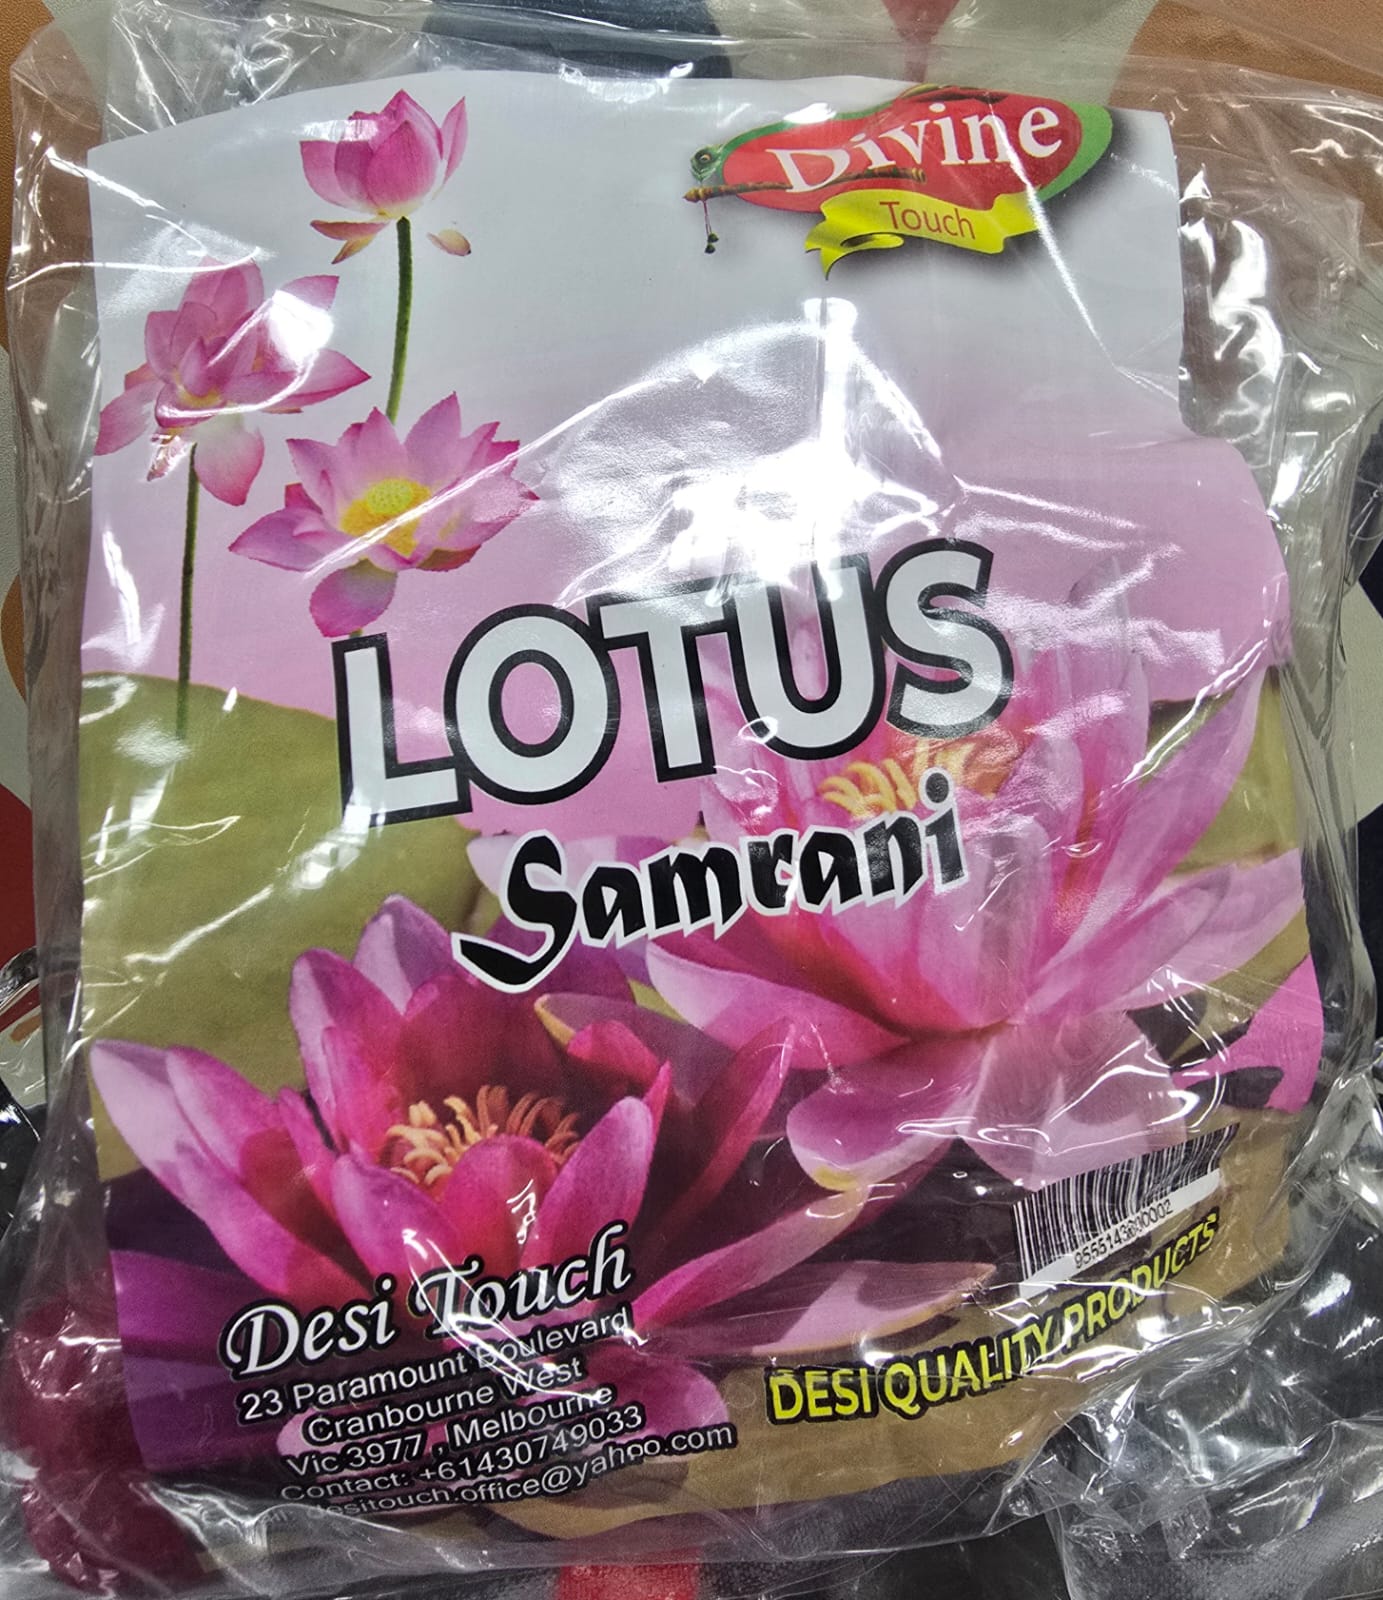 Divine
Touch
LOTUS
Samrani
DESI QUALITY PRODUCTS
Desi Touch
23 Paramount Boulevard
Cranbourne West
Vic 3977 , Melbourne
Contact: +61430749033
desitouch.office@yahoo.com